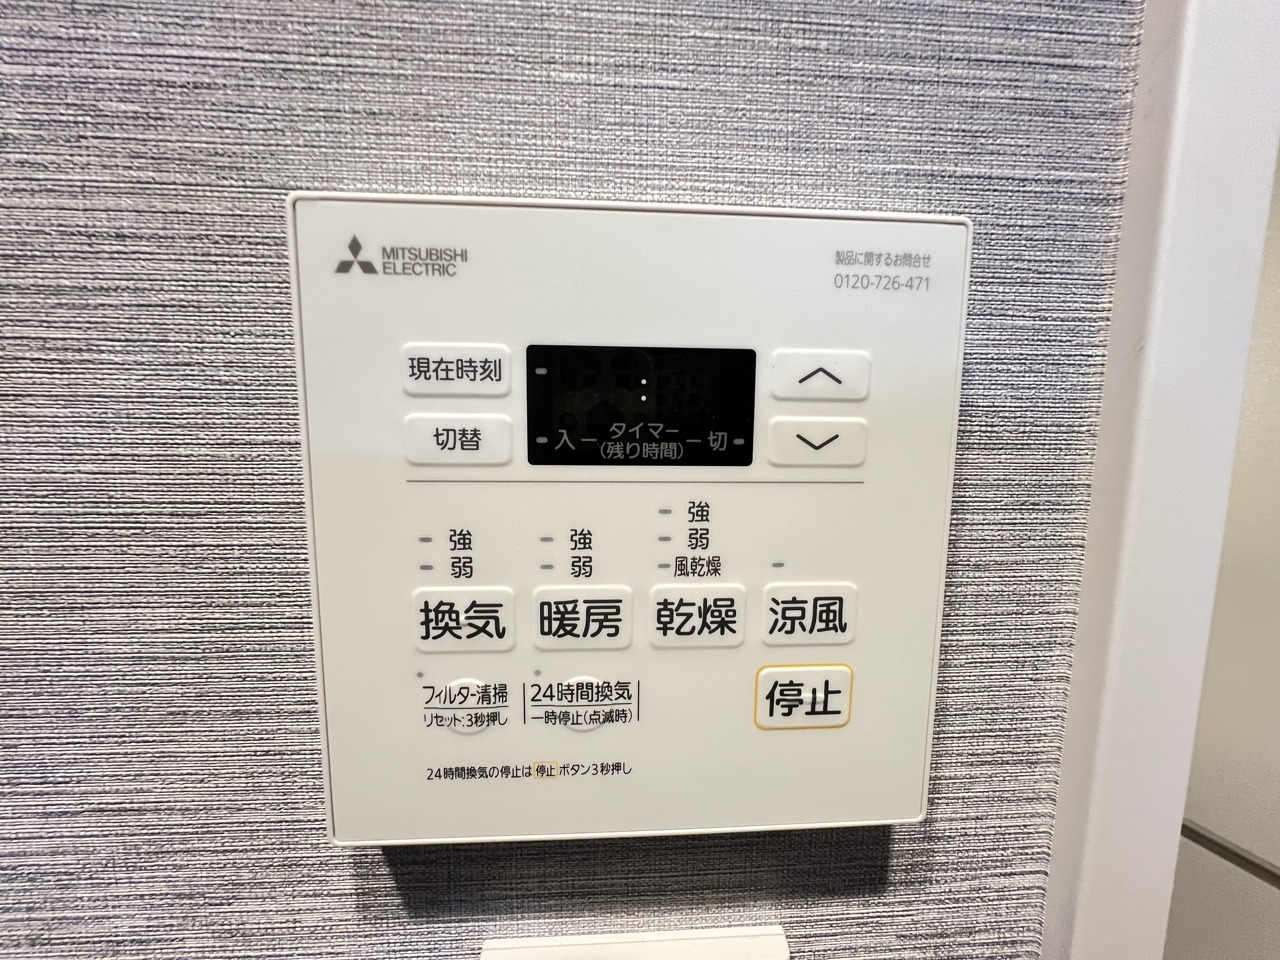 MITSUBISHI
ELECTRIC
製品に関するお問合せ
0120-726-471
現在時刻
切替
:
入 ー タイマー ー 切
(残り時間)
強
弱
強
弱
強
弱
風乾燥
換気
暖房
乾燥
涼風
フィルター清掃
リセット:3秒押し
24時間換気
一時停止(点滅時)
停止
24時間換気の停止は 停止 ボタン3秒押し